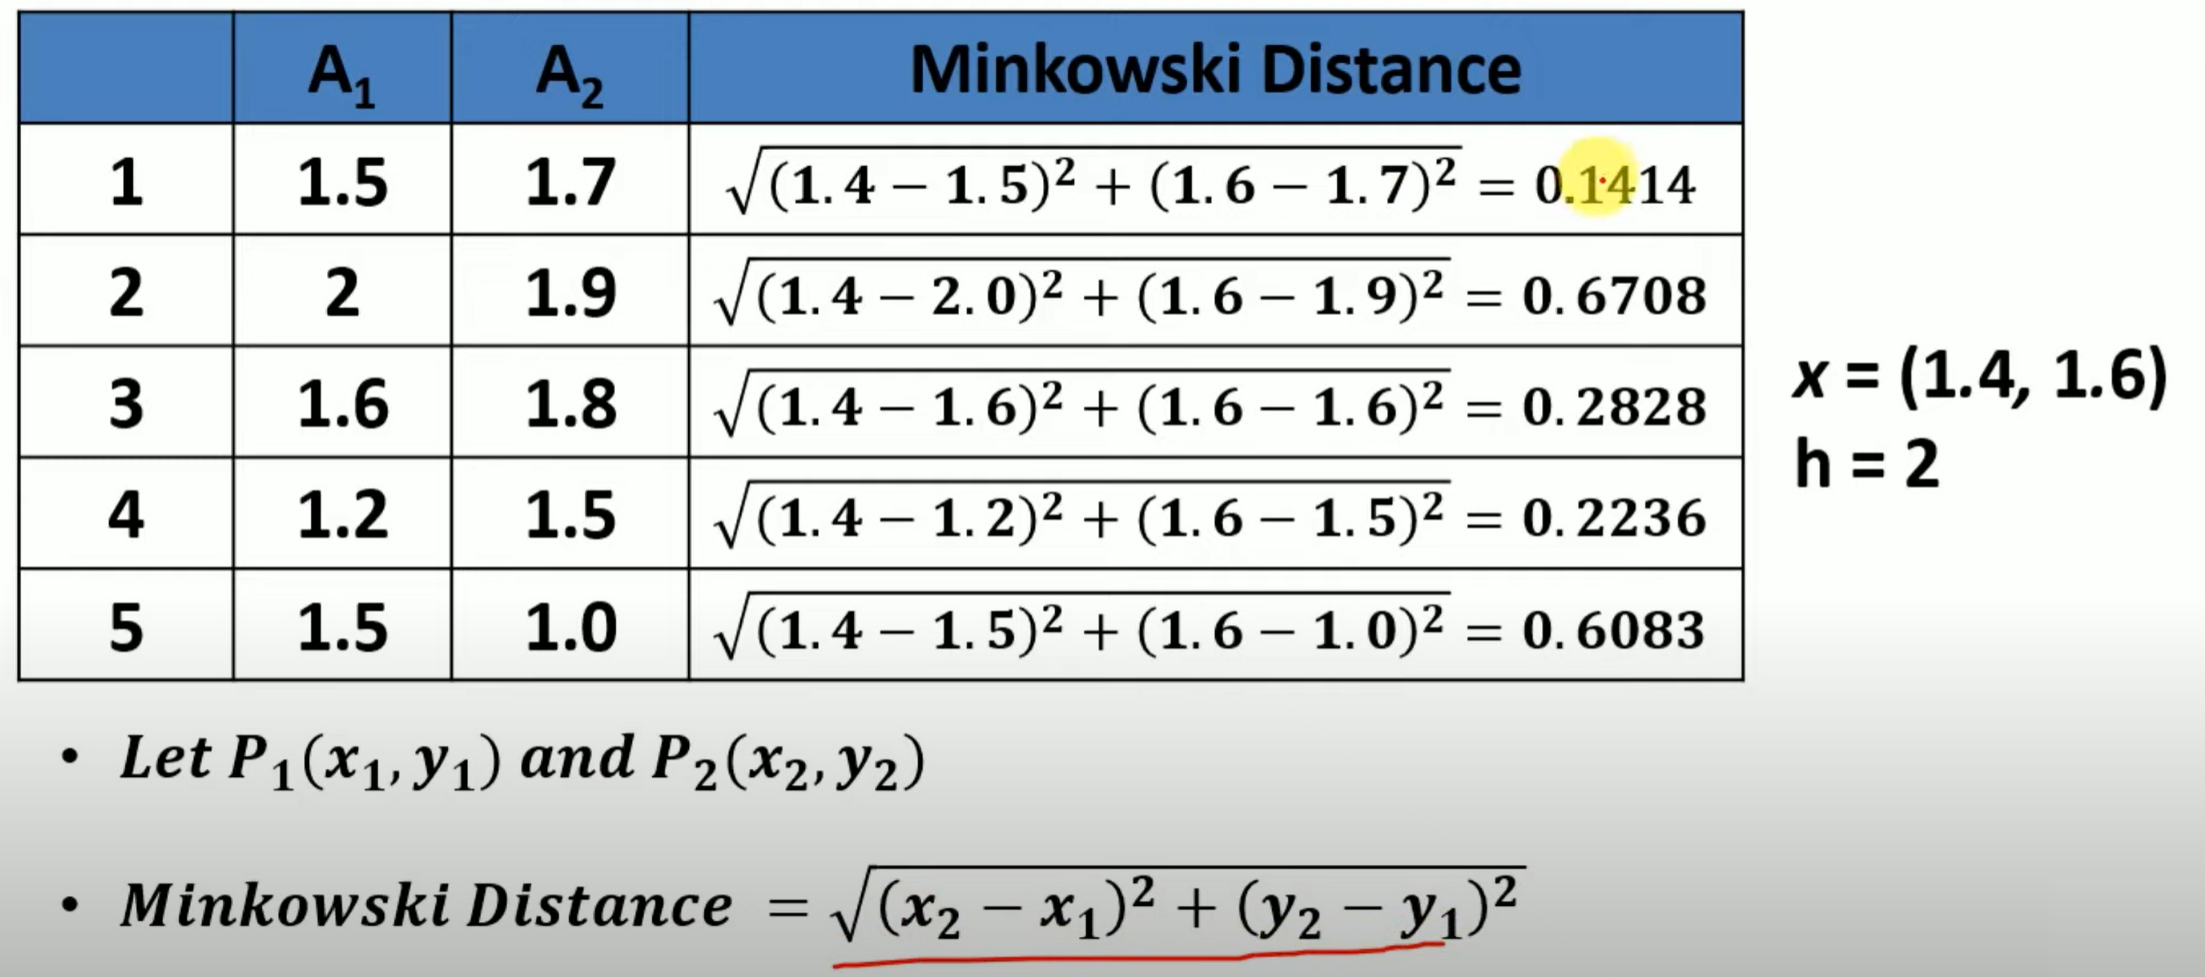 A₁ A₂ Minkowski Distance
1 1.5 1.7 √(1.4 − 1.5)² + (1.6 − 1.7)² = 0.1414
2 2 1.9 √(1.4 − 2.0)² + (1.6 − 1.9)² = 0.6708
3 1.6 1.8 √(1.4 − 1.6)² + (1.6 − 1.6)² = 0.2828
4 1.2 1.5 √(1.4 − 1.2)² + (1.6 − 1.5)² = 0.2236
5 1.5 1.0 √(1.4 − 1.5)² + (1.6 − 1.0)² = 0.6083
x = (1.4, 1.6)
h = 2
• Let P₁(x₁, y₁) and P₂(x₂, y₂)
• Minkowski Distance = √(x₂ − x₁)² + (y₂ − y₁)²